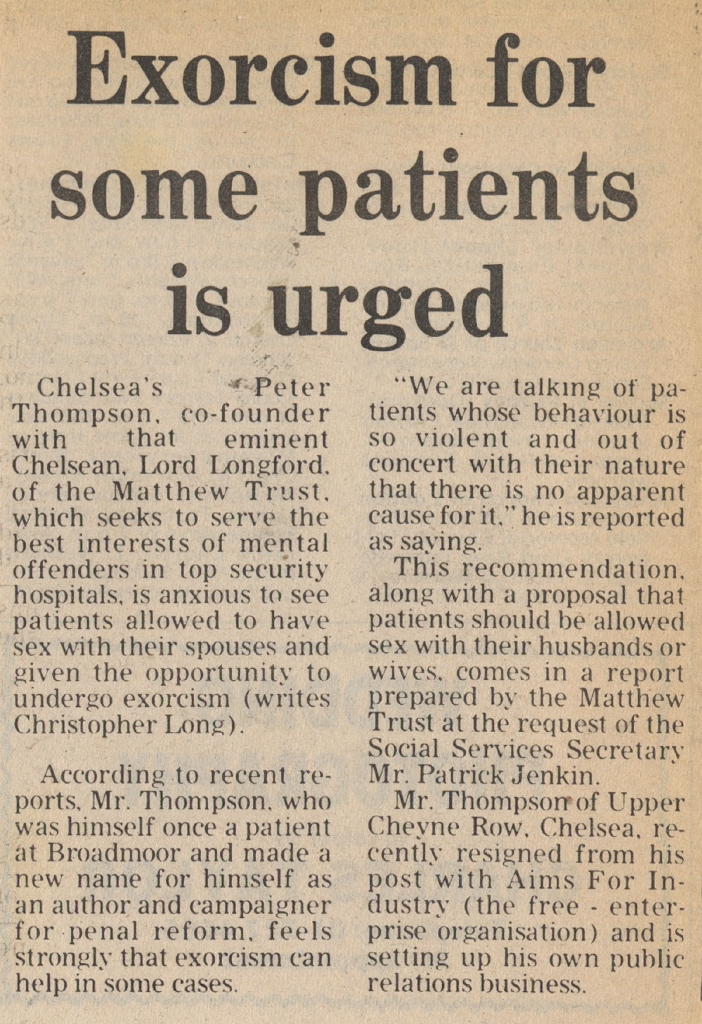 Exorcism for
some patients
is urged
Chelsea's Peter
Thompson, co-founder
with that eminent
Chelsean, Lord Longford,
of the Matthew Trust,
which seeks to serve the
best interests of mental
offenders in top security
hospitals, is anxious to see
patients allowed to have
sex with their spouses and
given the opportunity to
undergo exorcism (writes
Christopher Long).
According to recent re-
ports, Mr. Thompson, who
was himself once a patient
at Broadmoor and made a
new name for himself as
an author and campaigner
for penal reform, feels
strongly that exorcism can
help in some cases.
"We are talking of pa-
tients whose behaviour is
so violent and out of
concert with their nature
that there is no apparent
cause for it," he is reported
as saying.
This recommendation,
along with a proposal that
patients should be allowed
sex with their husbands or
wives, comes in a report
prepared by the Matthew
Trust at the request of the
Social Services Secretary
Mr. Patrick Jenkin.
Mr. Thompson of Upper
Cheyne Row, Chelsea, re-
cently resigned from his
post with Aims For In-
dustry (the free - enter-
prise organisation) and is
setting up his own public
relations business.